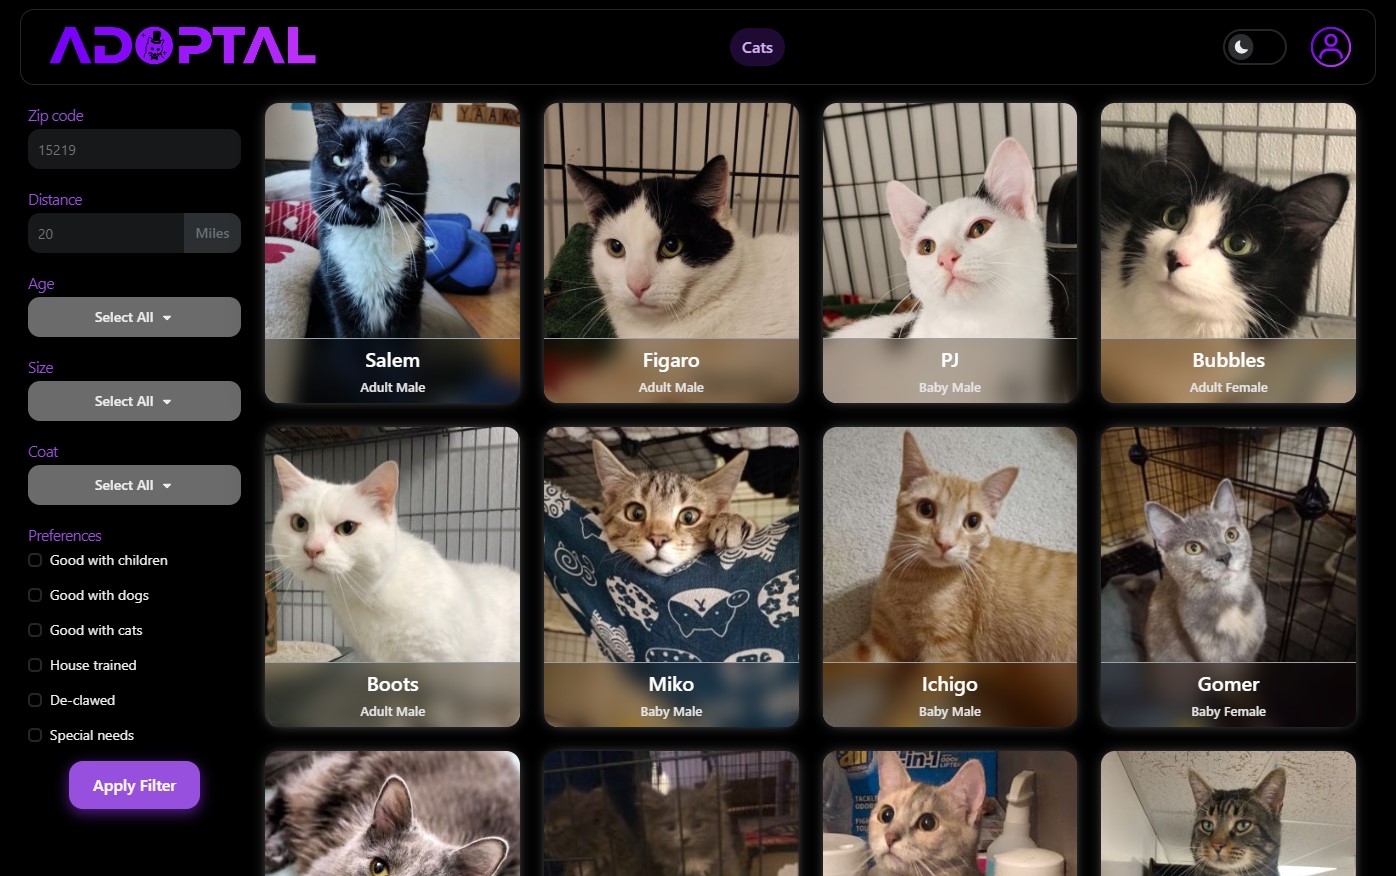 ADOPTAL
Cats
Zip code
15219
Distance
20 Miles
Age
Select All
Size
Select All
Coat
Select All
Preferences
Good with children
Good with dogs
Good with cats
House trained
De-clawed
Special needs
Apply Filter
Salem
Adult Male
Figaro
Adult Male
PJ
Baby Male
Bubbles
Adult Female
Boots
Adult Male
Miko
Baby Male
Ichigo
Baby Male
Gomer
Baby Female
all
-in-1